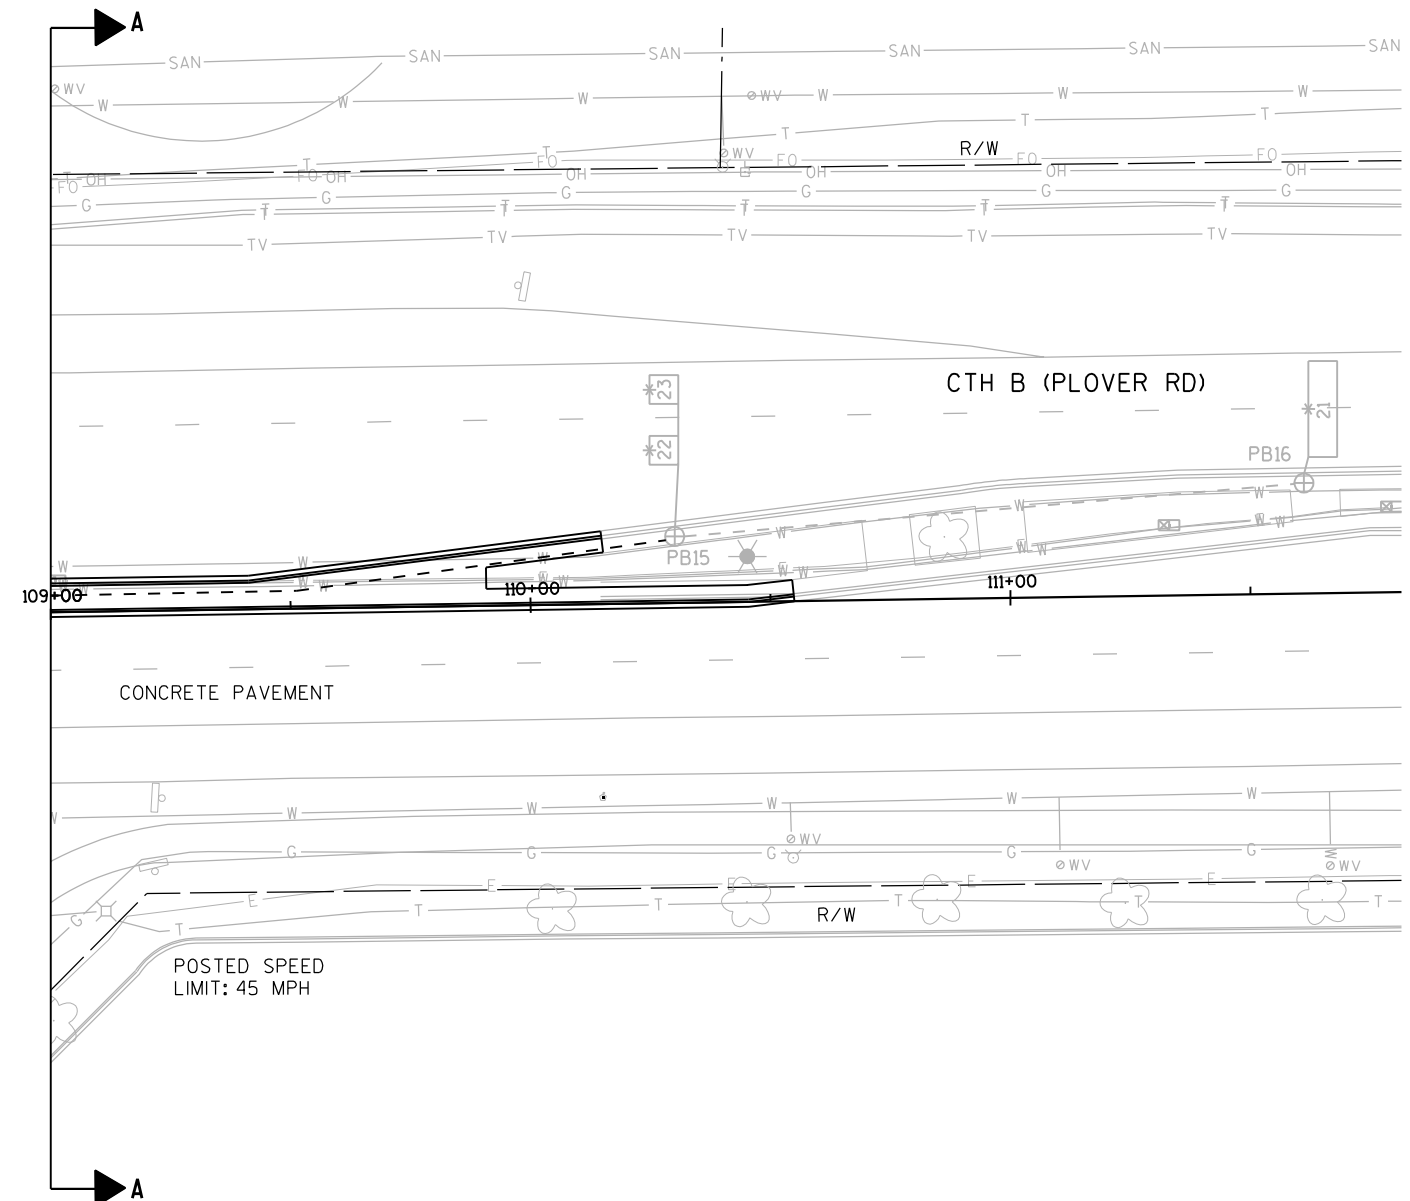 A
SAN SAN SAN SAN SAN SAN
WV
W W W WV W W W
T T T T
R/W
T FO WV FO FO FO
T OH FO OH OH OH OH OH
FO
G G G G G G
T T T T T
TV TV TV TV TV
CTH B (PLOVER RD)
23
21
22
PB16
W W
W W W
PB15
W W W W W
W W W W W W
109+00 110+00 111+00
CONCRETE PAVEMENT
W W W W W W
WV
G G G G G
WV WV
E E E E
T T T T T
G
R/W
T
POSTED SPEED
LIMIT: 45 MPH
A